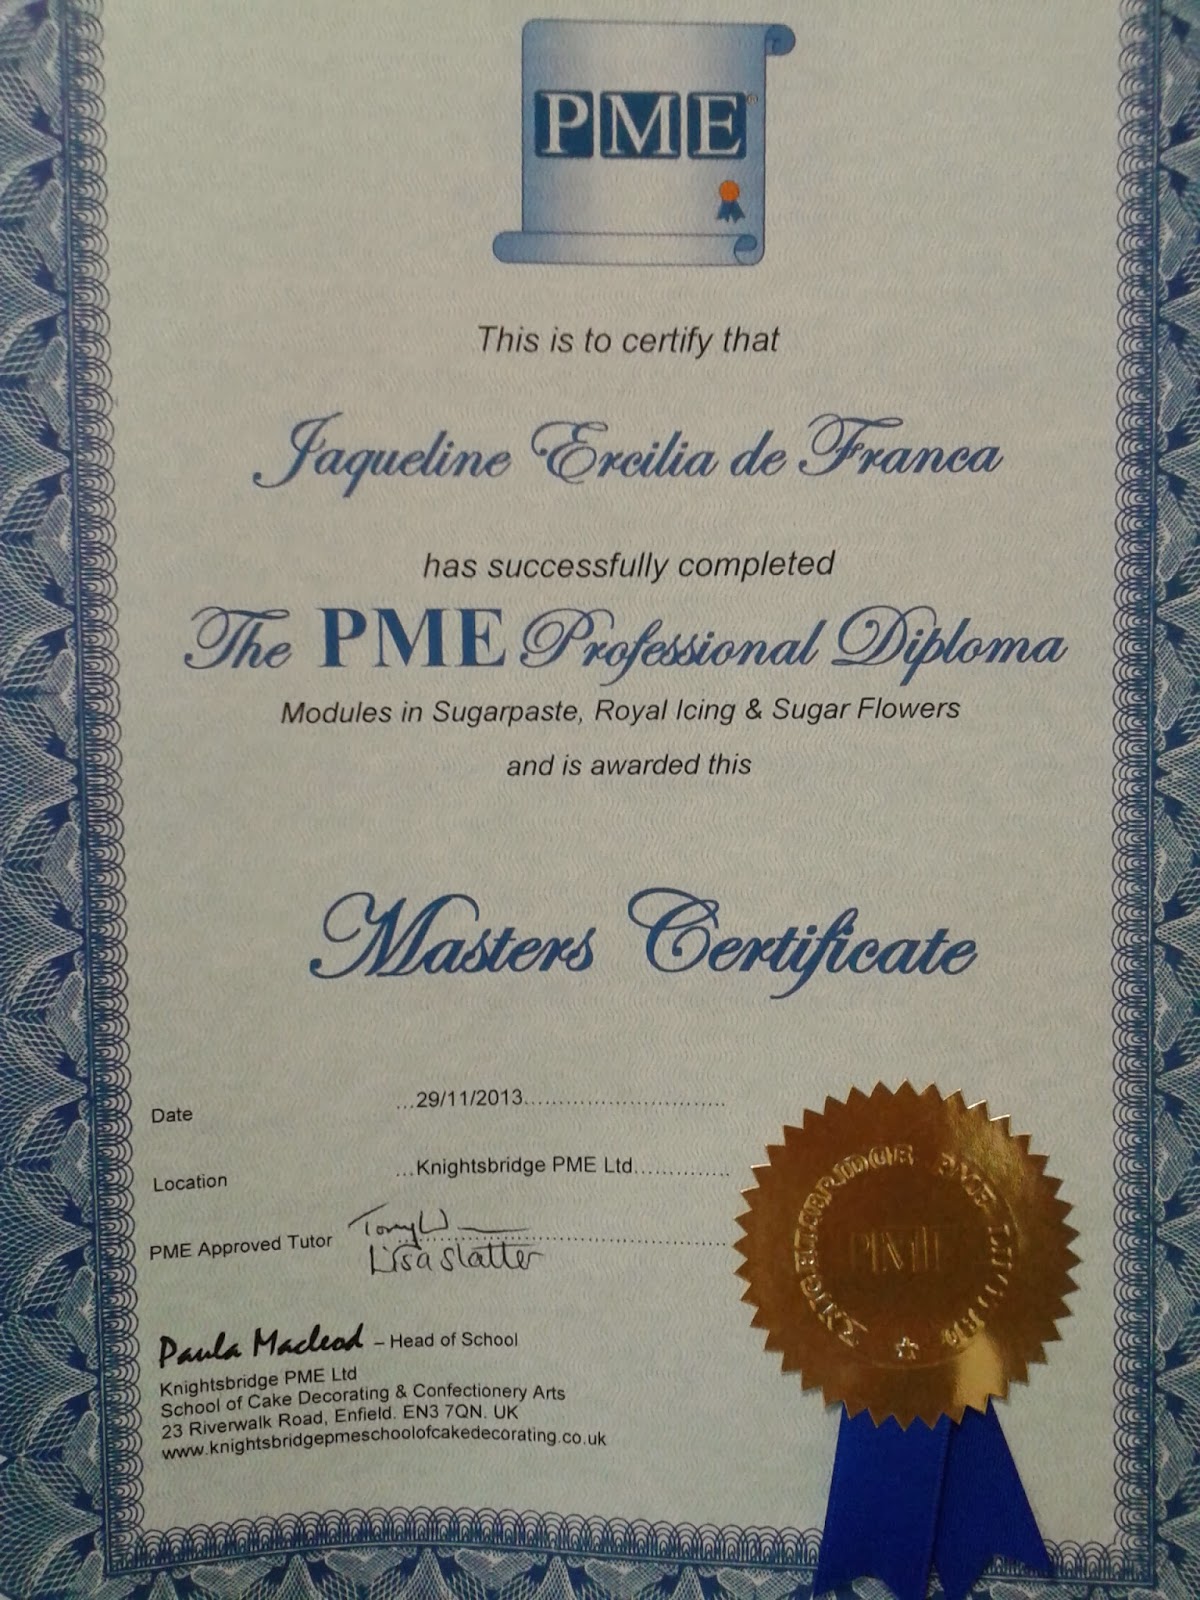 PME®
This is to certify that
Jaqueline Ercilia de Franca
has successfully completed
The PME Professional Diploma
Modules in Sugarpaste, Royal Icing & Sugar Flowers
and is awarded this
Masters Certificate
Date ...29/11/2013..............................
Location ...Knightsbridge PME Ltd..............
PME Approved Tutor
Lisa Slatter
Paula Macleod – Head of School
Knightsbridge PME Ltd
School of Cake Decorating & Confectionery Arts
23 Riverwalk Road, Enfield. EN3 7QN. UK
www.knightsbridgepmeschoolofcakedecorating.co.uk
KNIGHTSBRIDGE PME LIMITED
PME